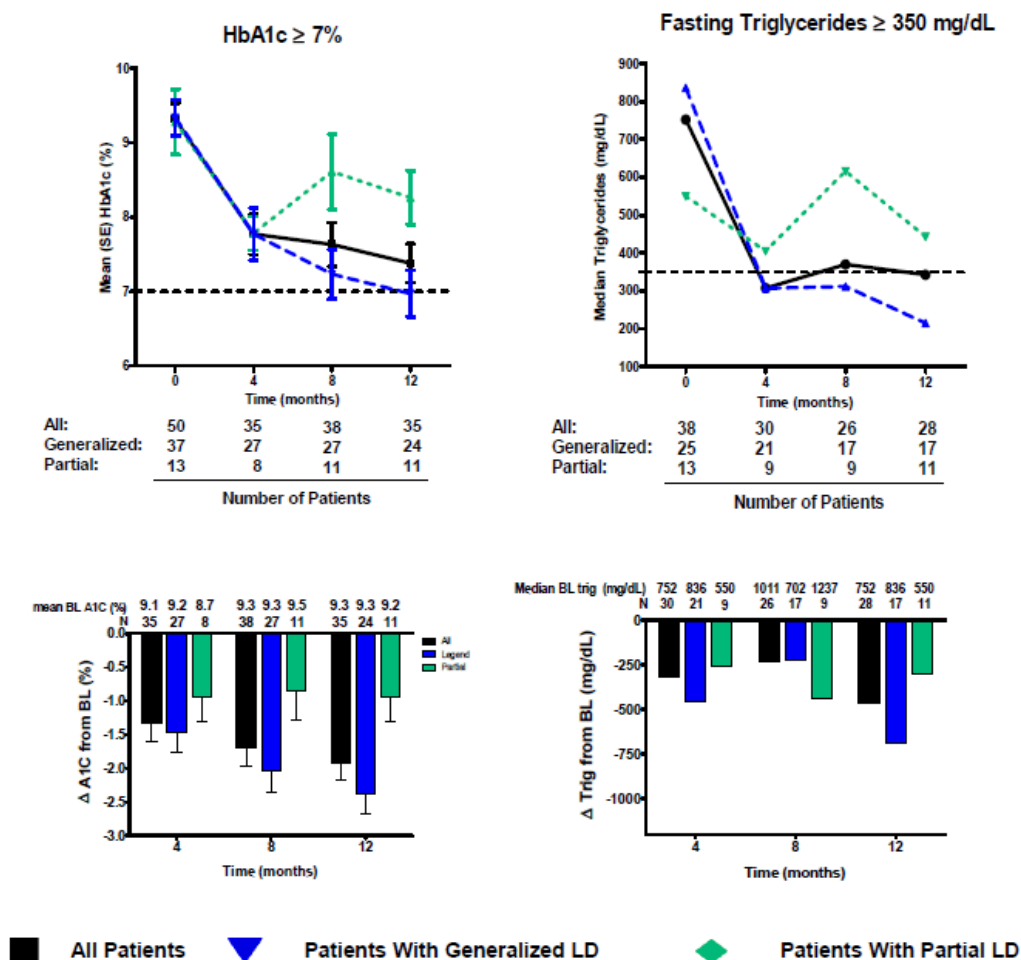 HbA1c ≥ 7%
10
9
8
7
6
Mean (SE) HbA1c (%)
0 4 8 12
Time (months)
All: 50 35 38 35
Generalized: 37 27 27 24
Partial: 13 8 11 11
Number of Patients
Fasting Triglycerides ≥ 350 mg/dL
900
800
700
600
500
400
300
200
100
Median Triglycerides (mg/dL)
0 4 8 12
Time (months)
All: 38 30 26 28
Generalized: 25 21 17 17
Partial: 13 9 9 11
Number of Patients
mean BL A1C (%) 9.1 9.2 8.7 9.3 9.3 9.5 9.3 9.3 9.2
N 35 27 8 38 27 11 35 24 11
0.0
-0.5
-1.0
-1.5
-2.0
-2.5
-3.0
Δ A1C from BL (%)
All
Legend
Partial
4 8 12
Time (months)
Median BL trig (mg/dL) 752 836 550 1011 702 1237 752 836 550
N 30 21 9 26 17 9 28 17 11
0
-250
-500
-750
-1000
Δ Trig from BL (mg/dL)
4 8 12
Time (months)
All Patients Patients With Generalized LD Patients With Partial LD